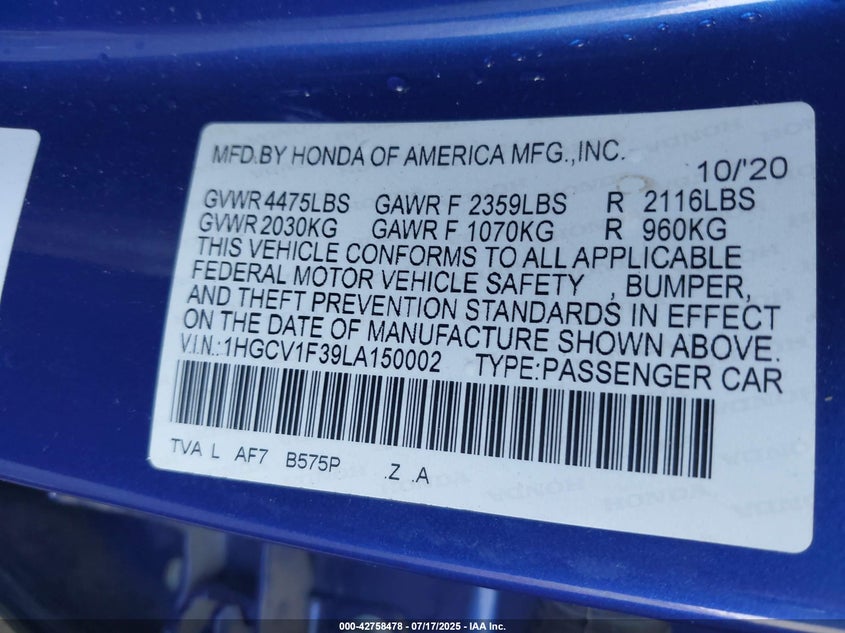 MFD.BY HONDA OF AMERICA MFG.,INC.
10/'20
GVWR 4475LBS GAWR F 2359LBS R 2116LBS
GVWR 2030KG GAWR F 1070KG R 960KG
THIS VEHICLE CONFORMS TO ALL APPLICABLE
FEDERAL MOTOR VEHICLE SAFETY , BUMPER,
AND THEFT PREVENTION STANDARDS IN EFFECT
ON THE DATE OF MANUFACTURE SHOWN ABOVE.
V.I.N.:1HGCV1F39LA150002 TYPE:PASSENGER CAR
TVA L AF7 B575P .Z .A
000-42758478 - 07/17/2025 - IAA Inc.